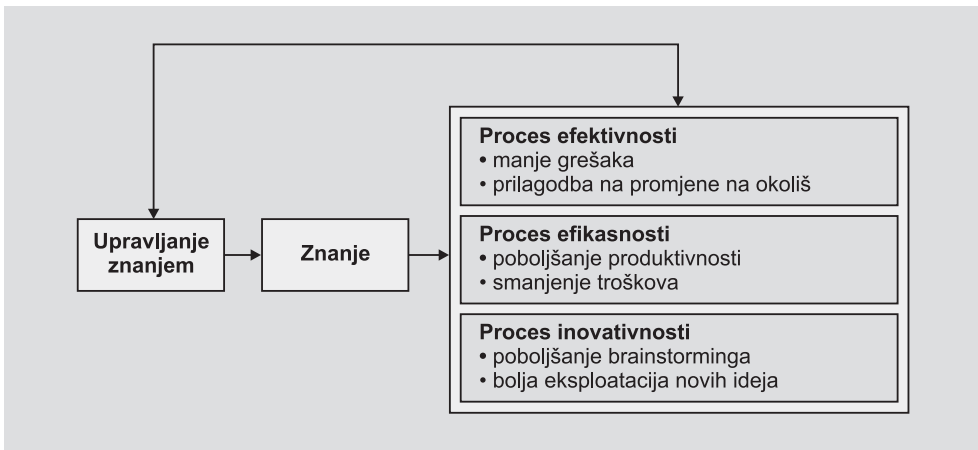 Proces efektivnosti
• manje grešaka
• prilagodba na promjene na okoliš
Upravljanje
znanjem
Znanje
Proces efikasnosti
• poboljšanje produktivnosti
• smanjenje troškova
Proces inovativnosti
• poboljšanje brainstorminga
• bolja eksploatacija novih ideja